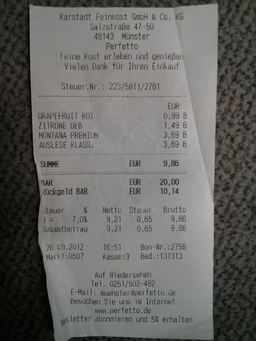 Karstadt Feinkost GmbH & Co. KG
Salzstraße 47-50
48143 Münster
Perfetto
Feine Kost erleben und genießen
Vielen Dank für Ihren Einkauf
Steuer.Nr.: 223/5811/2781
EUR
GRAPEFRUIT ROT 0,99 B
ZITRONE UEB 1,49 B
MONTANA PREMIUM 3,69 B
AUSLESE KLASS. 3,69 B
SUMME EUR 9,86
BAR EUR 20,00
Rückgeld BAR EUR 10,14
Steuer % Netto Steuer Brutto
7,0% 9,21 0,65 9,86
Gesamtbetrag 9,21 0,65 9,86
26.09.2012 16:51 Bon-Nr.:2756
Markt:0507 Kasse:3 Bed.:131313
Auf Wiedersehen
Tel. 0251/502-492
E-Mail: muenster@perfetto.de
Besuchen Sie uns im Internet
www.perfetto.de
sletter abonnieren und 5% erhalten